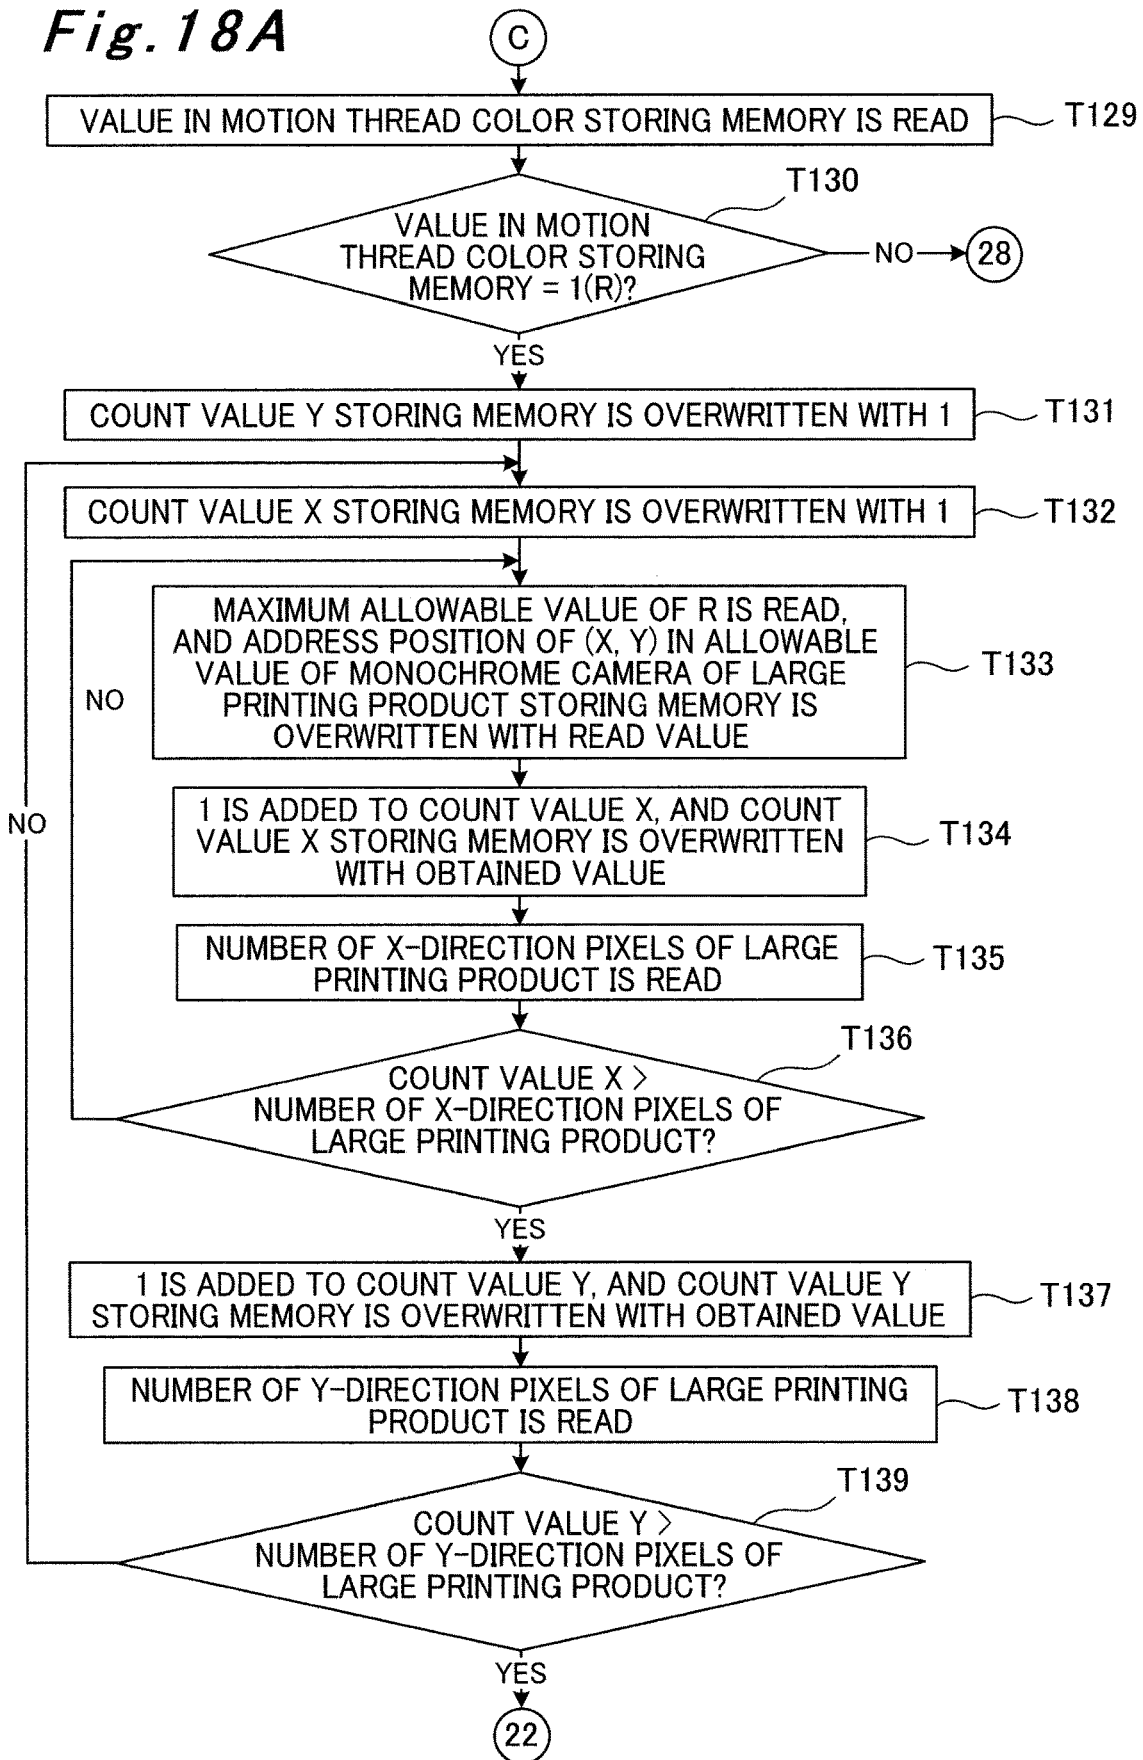 Fig.18A
C
VALUE IN MOTION THREAD COLOR STORING MEMORY IS READ
T129
T130
VALUE IN MOTION
THREAD COLOR STORING
MEMORY = 1(R)?
NO
28
YES
COUNT VALUE Y STORING MEMORY IS OVERWRITTEN WITH 1
T131
COUNT VALUE X STORING MEMORY IS OVERWRITTEN WITH 1
T132
MAXIMUM ALLOWABLE VALUE OF R IS READ,
AND ADDRESS POSITION OF (X, Y) IN ALLOWABLE
VALUE OF MONOCHROME CAMERA OF LARGE
PRINTING PRODUCT STORING MEMORY IS
OVERWRITTEN WITH READ VALUE
T133
NO
1 IS ADDED TO COUNT VALUE X, AND COUNT
VALUE X STORING MEMORY IS OVERWRITTEN
WITH OBTAINED VALUE
T134
NO
NUMBER OF X-DIRECTION PIXELS OF LARGE
PRINTING PRODUCT IS READ
T135
T136
COUNT VALUE X >
NUMBER OF X-DIRECTION PIXELS OF
LARGE PRINTING PRODUCT?
YES
1 IS ADDED TO COUNT VALUE Y, AND COUNT VALUE Y
STORING MEMORY IS OVERWRITTEN WITH OBTAINED VALUE
T137
NUMBER OF Y-DIRECTION PIXELS OF LARGE PRINTING
PRODUCT IS READ
T138
T139
COUNT VALUE Y >
NUMBER OF Y-DIRECTION PIXELS OF
LARGE PRINTING PRODUCT?
YES
22